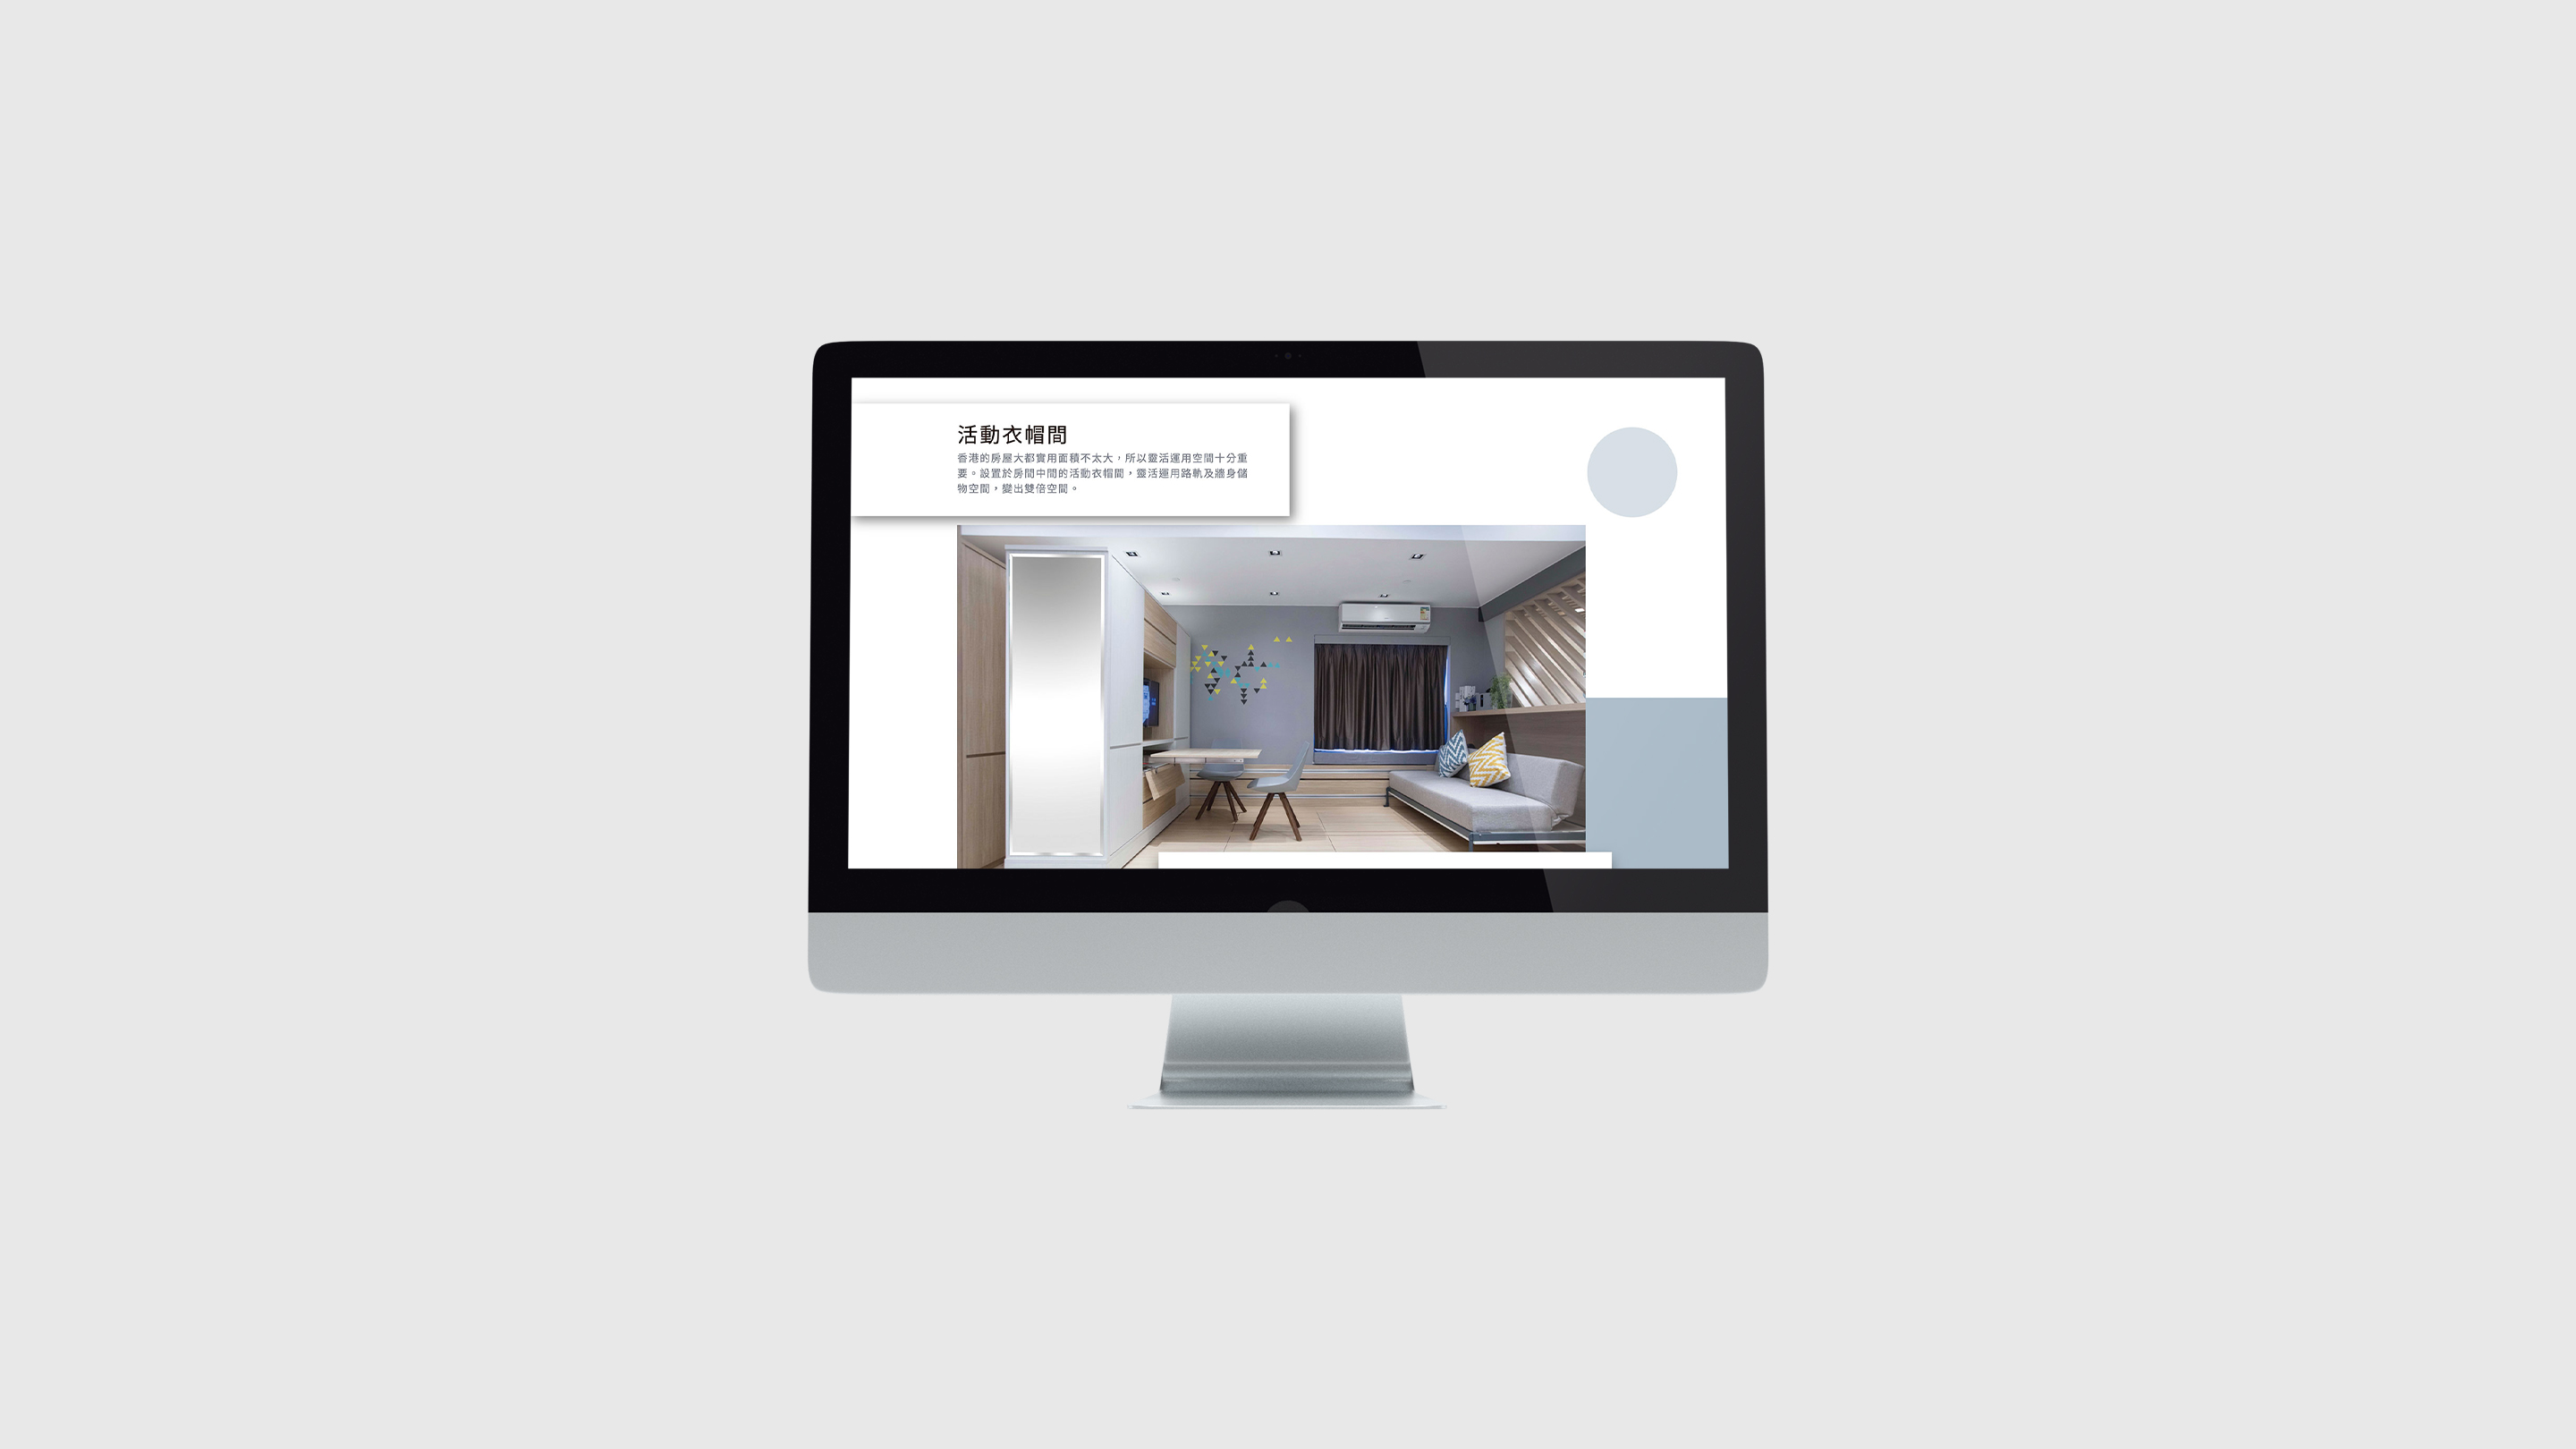 活動衣帽間
香港的房屋大都實用面積不太大，所以靈活運用空間十分重
要。設置於房間中間的活動衣帽間，靈活運用路軌及牆身儲
物空間，變出雙倍空間。